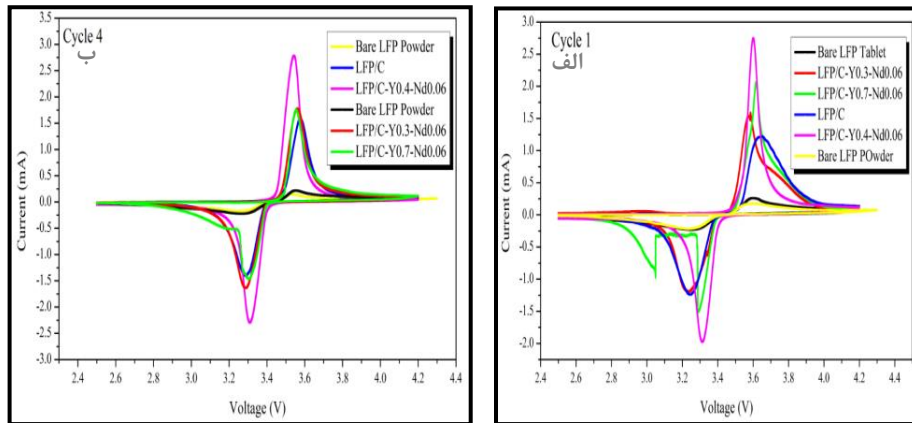 Cycle 4
ب
Bare LFP Powder
LFP/C
LFP/C-Y0.4-Nd0.06
Bare LFP Powder
LFP/C-Y0.3-Nd0.06
LFP/C-Y0.7-Nd0.06
3.5
3.0
2.5
2.0
1.5
1.0
0.5
0.0
-0.5
-1.0
-1.5
-2.0
-2.5
-3.0
Current (mA)
2.4 2.6 2.8 3.0 3.2 3.4 3.6 3.8 4.0 4.2 4.4
Voltage (V)
Cycle 1
الف
Bare LFP Tablet
LFP/C-Y0.3-Nd0.06
LFP/C-Y0.7-Nd0.06
LFP/C
LFP/C-Y0.4-Nd0.06
Bare LFP POwder
3.0
2.5
2.0
1.5
1.0
0.5
0.0
-0.5
-1.0
-1.5
-2.0
Current (mA)
2.4 2.6 2.8 3.0 3.2 3.4 3.6 3.8 4.0 4.2 4.4
Voltage (V)